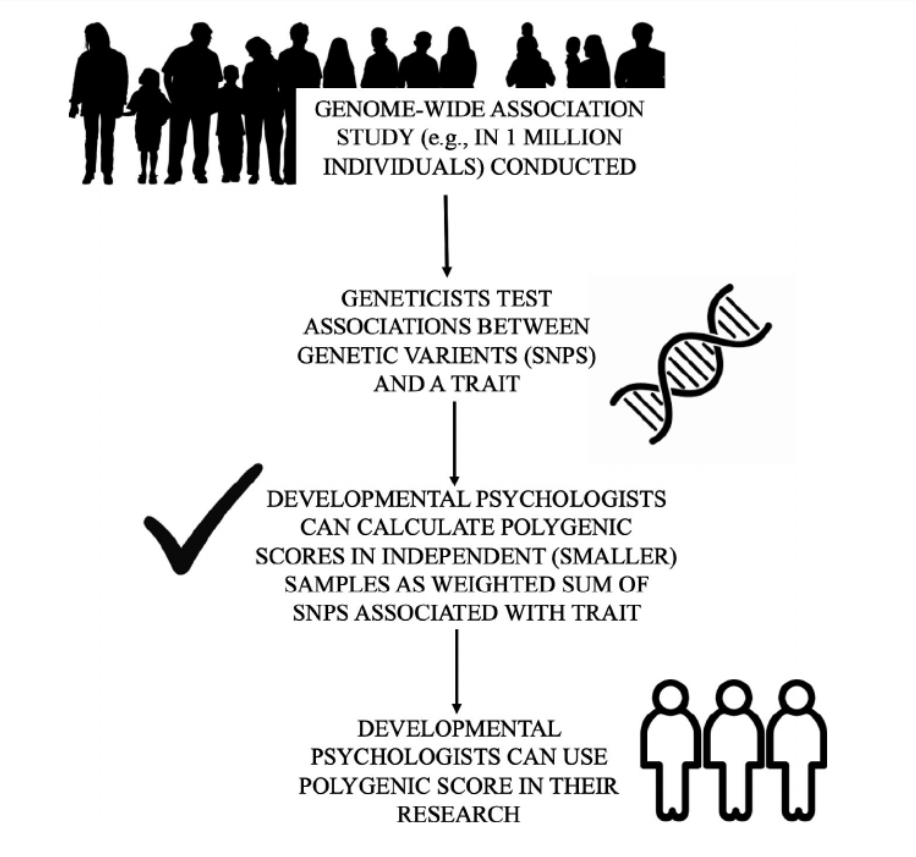 GENOME-WIDE ASSOCIATION
STUDY (e.g., IN 1 MILLION
INDIVIDUALS) CONDUCTED
GENETICISTS TEST
ASSOCIATIONS BETWEEN
GENETIC VARIENTS (SNPS)
AND A TRAIT
DEVELOPMENTAL PSYCHOLOGISTS
CAN CALCULATE POLYGENIC
SCORES IN INDEPENDENT (SMALLER)
SAMPLES AS WEIGHTED SUM OF
SNPS ASSOCIATED WITH TRAIT
DEVELOPMENTAL
PSYCHOLOGISTS CAN USE
POLYGENIC SCORE IN THEIR
RESEARCH